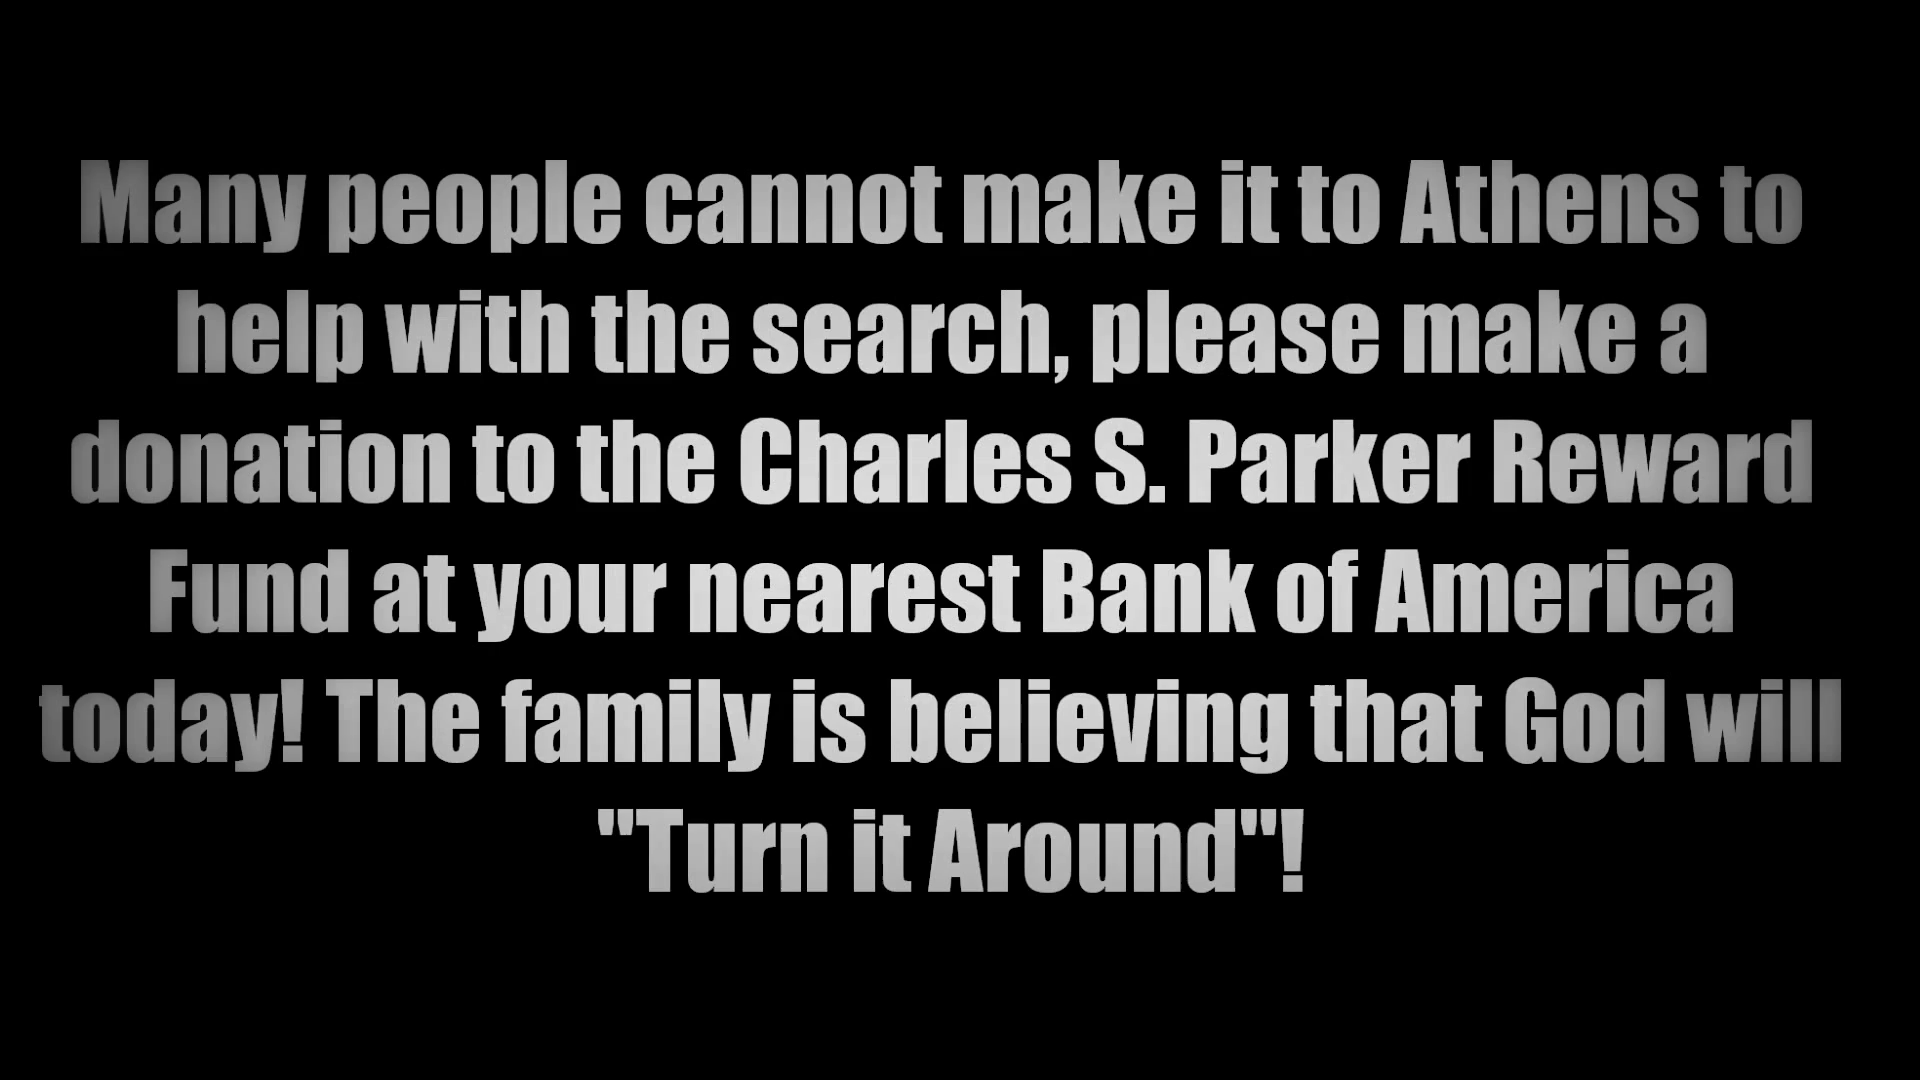 Many people cannot make it to Athens to
help with the search, please make a
donation to the Charles S. Parker Reward
Fund at your nearest Bank of America
today! The family is believing that God will
"Turn it Around"!